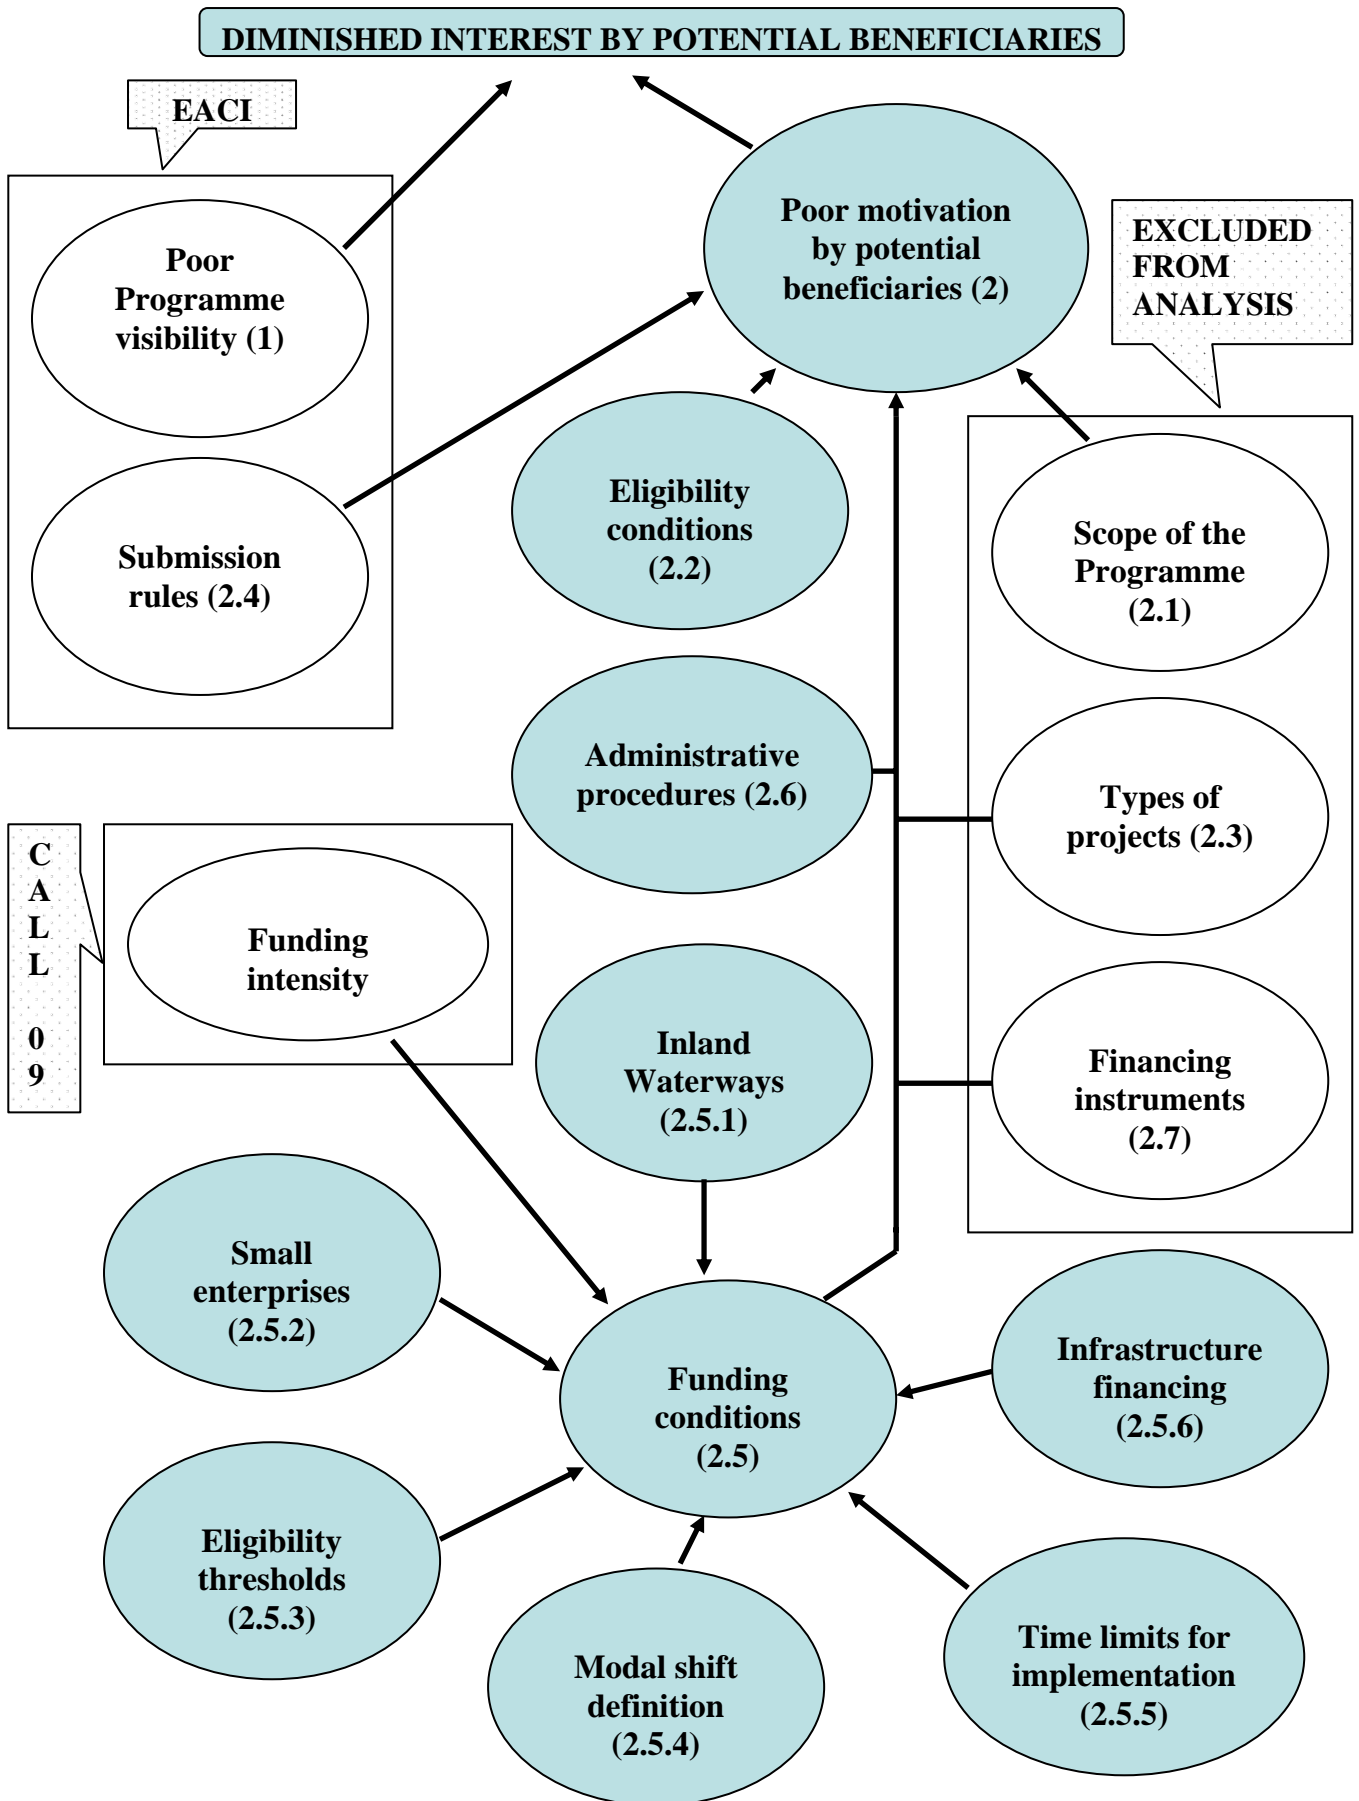 DIMINISHED INTEREST BY POTENTIAL BENEFICIARIES
EACI
Poor
Programme
visibility (1)
Poor motivation
by potential
beneficiaries (2)
EXCLUDED
FROM
ANALYSIS
Submission
rules (2.4)
Eligibility
conditions
(2.2)
Scope of the
Programme
(2.1)
Administrative
procedures (2.6)
Types of
projects (2.3)
C
A
L
L
0
9
Funding
intensity
Inland
Waterways
(2.5.1)
Financing
instruments
(2.7)
Small
enterprises
(2.5.2)
Funding
conditions
(2.5)
Infrastructure
financing
(2.5.6)
Eligibility
thresholds
(2.5.3)
Modal shift
definition
(2.5.4)
Time limits for
implementation
(2.5.5)